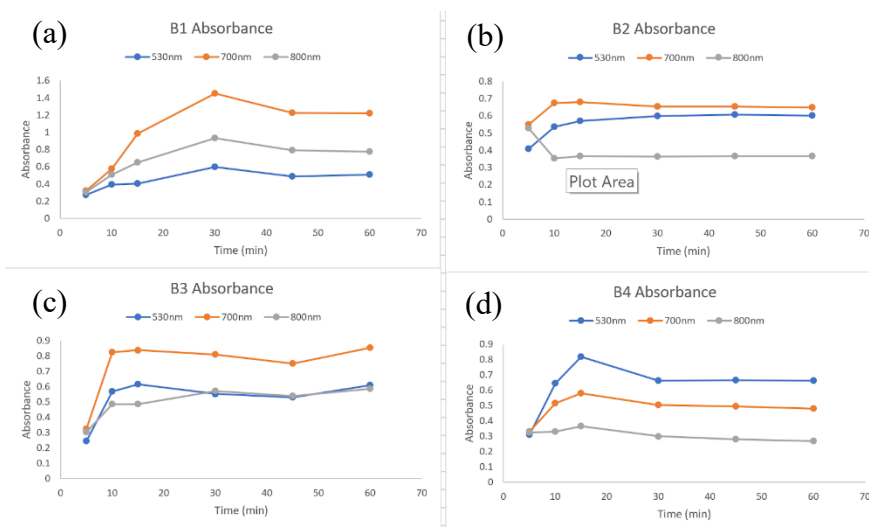 (a)
B1 Absorbance
530nm 700nm 800nm
Absorbance
1.6
1.4
1.2
1
0.8
0.6
0.4
0.2
0
0 10 20 30 40 50 60 70
Time (min)
(b)
B2 Absorbance
530nm 700nm 800nm
Absorbance
0.8
0.7
0.6
0.5
0.4
0.3
0.2
0.1
0
Plot Area
0 10 20 30 40 50 60 70
Time (min)
(c)
B3 Absorbance
530nm 700nm 800nm
Absorbance
0.9
0.8
0.7
0.6
0.5
0.4
0.3
0.2
0.1
0
0 10 20 30 40 50 60 70
Time (min)
(d)
B4 Absorbance
530nm 700nm 800nm
Absorbance
0.9
0.8
0.7
0.6
0.5
0.4
0.3
0.2
0.1
0
0 10 20 30 40 50 60 70
Time (min)